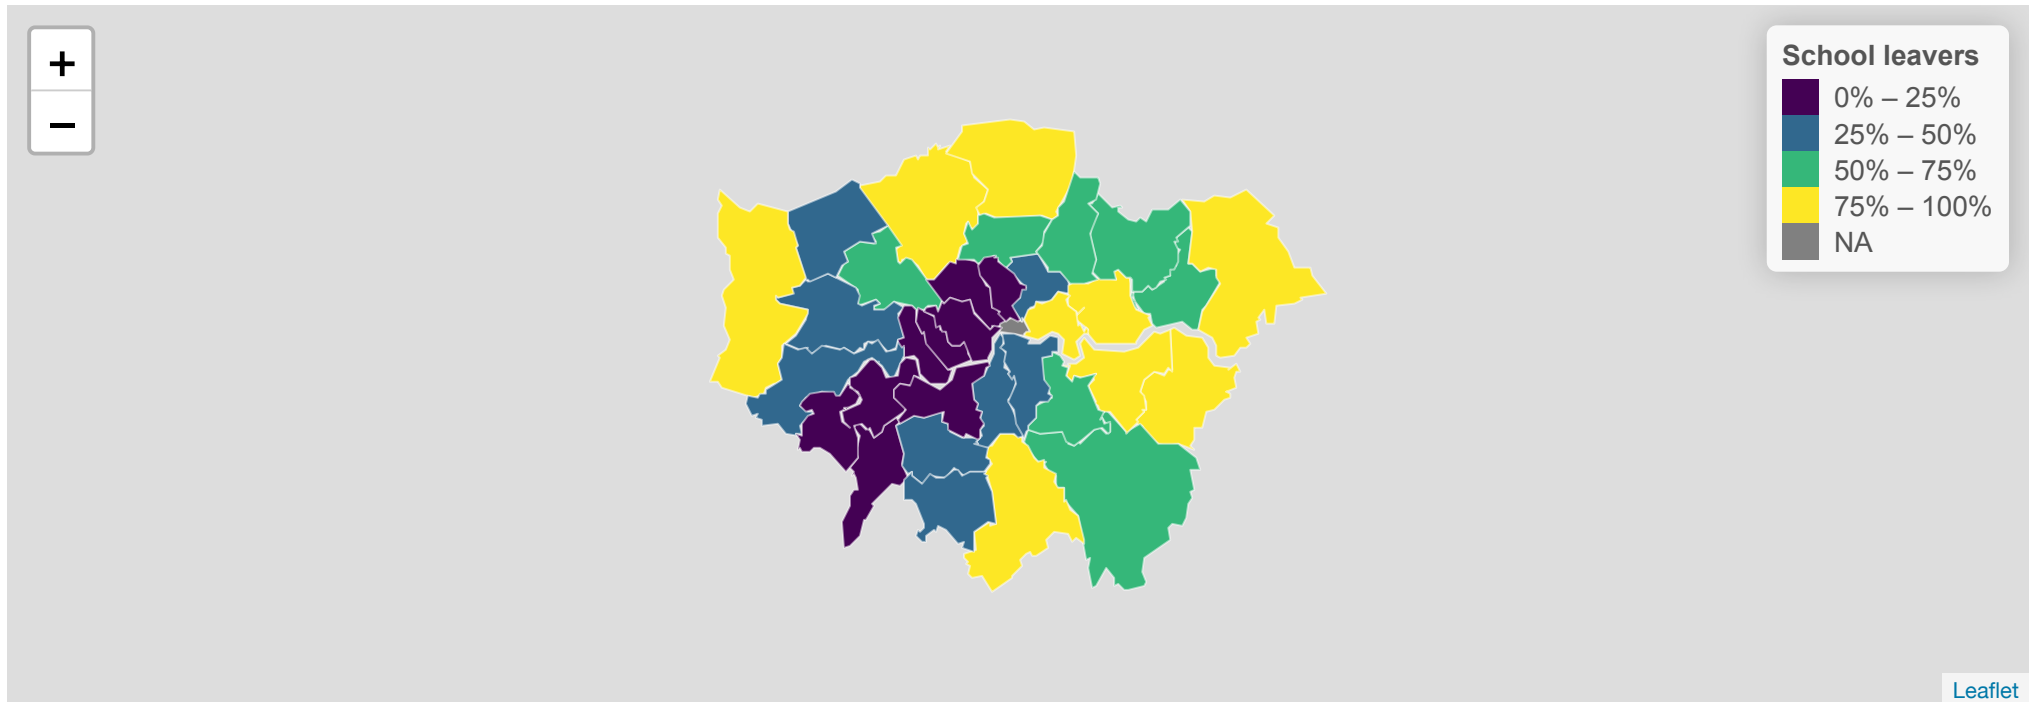 +
−
School leavers
0% – 25%
25% – 50%
50% – 75%
75% – 100%
NA
Leaflet